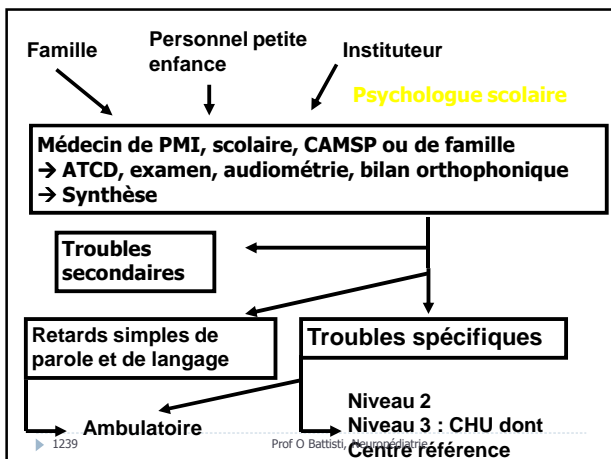 Famille
Personnel petite
enfance
Instituteur
Psychologue scolaire
Médecin de PMI, scolaire, CAMSP ou de famille
→ ATCD, examen, audiométrie, bilan orthophonique
→ Synthèse
Troubles
secondaires
Retards simples de
parole et de langage
Troubles spécifiques
Ambulatoire
Niveau 2
Niveau 3 : CHU dont
Centre référence
1239
Prof O Battisti, Neuropédiatrie